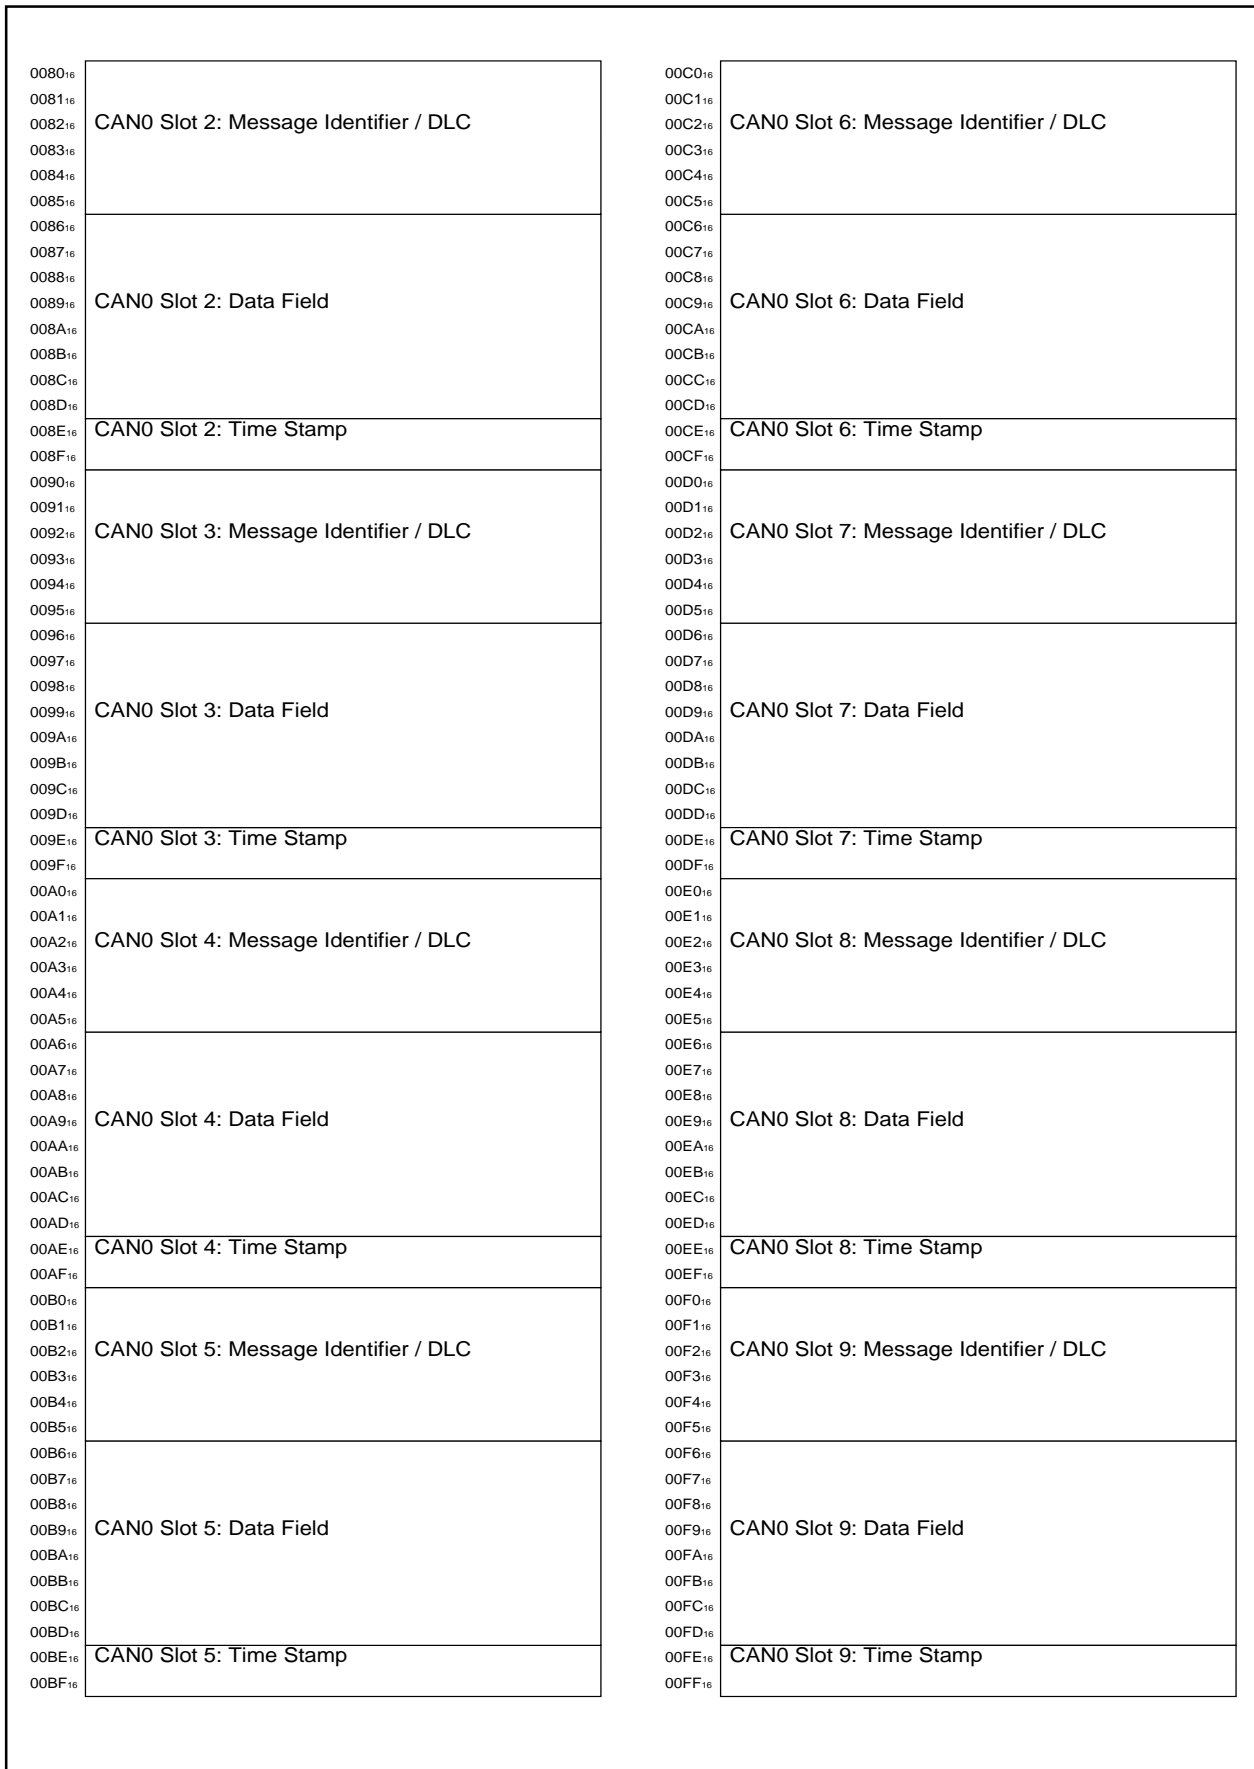 0080₁₆
0081₁₆
0082₁₆ CAN0 Slot 2: Message Identifier / DLC
0083₁₆
0084₁₆
0085₁₆
0086₁₆
0087₁₆
0088₁₆
0089₁₆ CAN0 Slot 2: Data Field
008A₁₆
008B₁₆
008C₁₆
008D₁₆
008E₁₆ CAN0 Slot 2: Time Stamp
008F₁₆
0090₁₆
0091₁₆
0092₁₆ CAN0 Slot 3: Message Identifier / DLC
0093₁₆
0094₁₆
0095₁₆
0096₁₆
0097₁₆
0098₁₆
0099₁₆ CAN0 Slot 3: Data Field
009A₁₆
009B₁₆
009C₁₆
009D₁₆
009E₁₆ CAN0 Slot 3: Time Stamp
009F₁₆
00A0₁₆
00A1₁₆
00A2₁₆ CAN0 Slot 4: Message Identifier / DLC
00A3₁₆
00A4₁₆
00A5₁₆
00A6₁₆
00A7₁₆
00A8₁₆
00A9₁₆ CAN0 Slot 4: Data Field
00AA₁₆
00AB₁₆
00AC₁₆
00AD₁₆
00AE₁₆ CAN0 Slot 4: Time Stamp
00AF₁₆
00B0₁₆
00B1₁₆
00B2₁₆ CAN0 Slot 5: Message Identifier / DLC
00B3₁₆
00B4₁₆
00B5₁₆
00B6₁₆
00B7₁₆
00B8₁₆
00B9₁₆ CAN0 Slot 5: Data Field
00BA₁₆
00BB₁₆
00BC₁₆
00BD₁₆
00BE₁₆ CAN0 Slot 5: Time Stamp
00BF₁₆
00C0₁₆
00C1₁₆
00C2₁₆ CAN0 Slot 6: Message Identifier / DLC
00C3₁₆
00C4₁₆
00C5₁₆
00C6₁₆
00C7₁₆
00C8₁₆
00C9₁₆ CAN0 Slot 6: Data Field
00CA₁₆
00CB₁₆
00CC₁₆
00CD₁₆
00CE₁₆ CAN0 Slot 6: Time Stamp
00CF₁₆
00D0₁₆
00D1₁₆
00D2₁₆ CAN0 Slot 7: Message Identifier / DLC
00D3₁₆
00D4₁₆
00D5₁₆
00D6₁₆
00D7₁₆
00D8₁₆
00D9₁₆ CAN0 Slot 7: Data Field
00DA₁₆
00DB₁₆
00DC₁₆
00DD₁₆
00DE₁₆ CAN0 Slot 7: Time Stamp
00DF₁₆
00E0₁₆
00E1₁₆
00E2₁₆ CAN0 Slot 8: Message Identifier / DLC
00E3₁₆
00E4₁₆
00E5₁₆
00E6₁₆
00E7₁₆
00E8₁₆
00E9₁₆ CAN0 Slot 8: Data Field
00EA₁₆
00EB₁₆
00EC₁₆
00ED₁₆
00EE₁₆ CAN0 Slot 8: Time Stamp
00EF₁₆
00F0₁₆
00F1₁₆
00F2₁₆ CAN0 Slot 9: Message Identifier / DLC
00F3₁₆
00F4₁₆
00F5₁₆
00F6₁₆
00F7₁₆
00F8₁₆
00F9₁₆ CAN0 Slot 9: Data Field
00FA₁₆
00FB₁₆
00FC₁₆
00FD₁₆
00FE₁₆ CAN0 Slot 9: Time Stamp
00FF₁₆